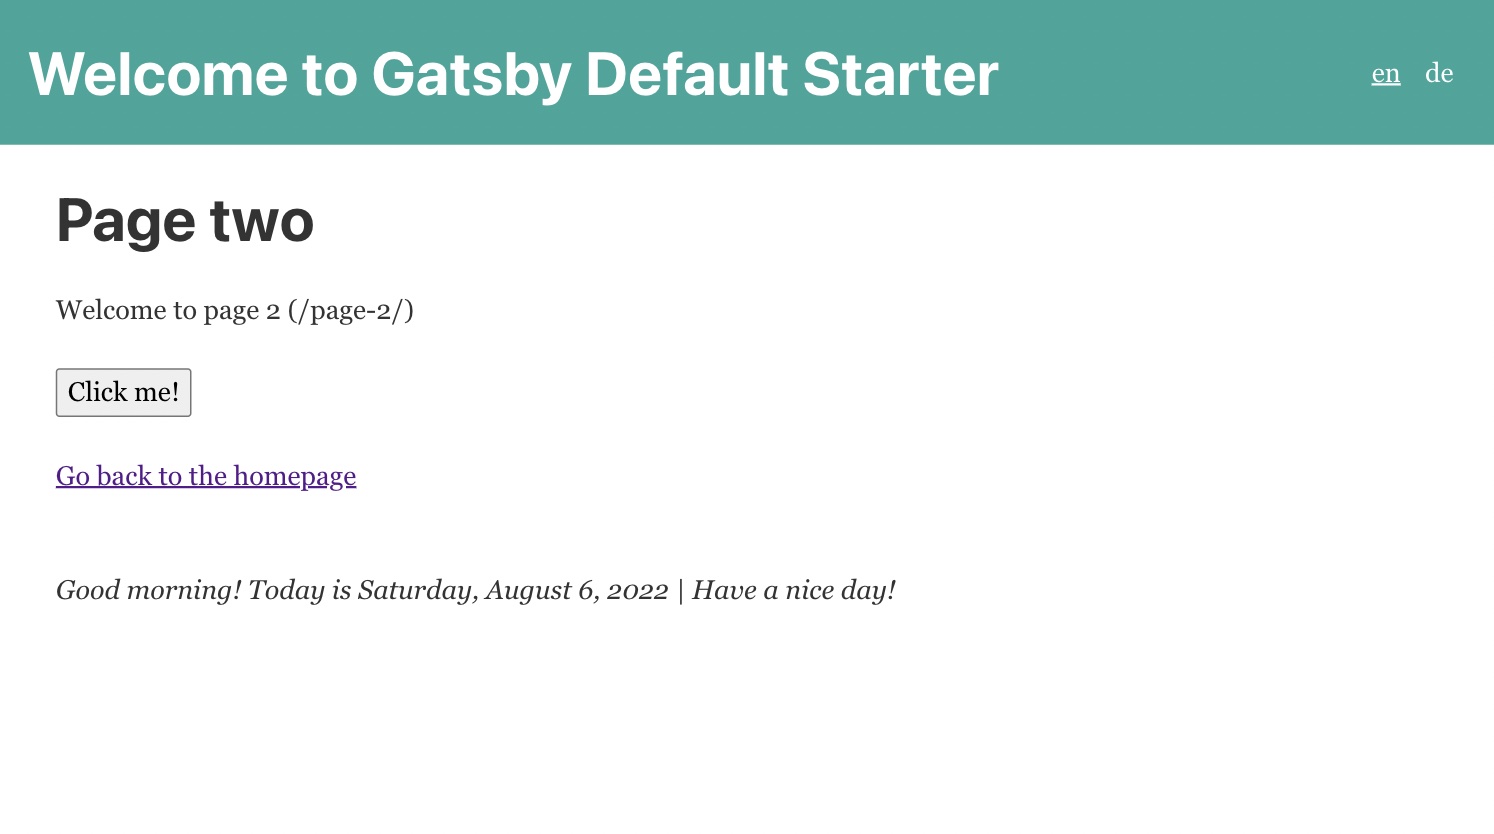 Welcome to Gatsby Default Starter
en de
Page two
Welcome to page 2 (/page-2/)
Click me!
Go back to the homepage
Good morning! Today is Saturday, August 6, 2022 | Have a nice day!